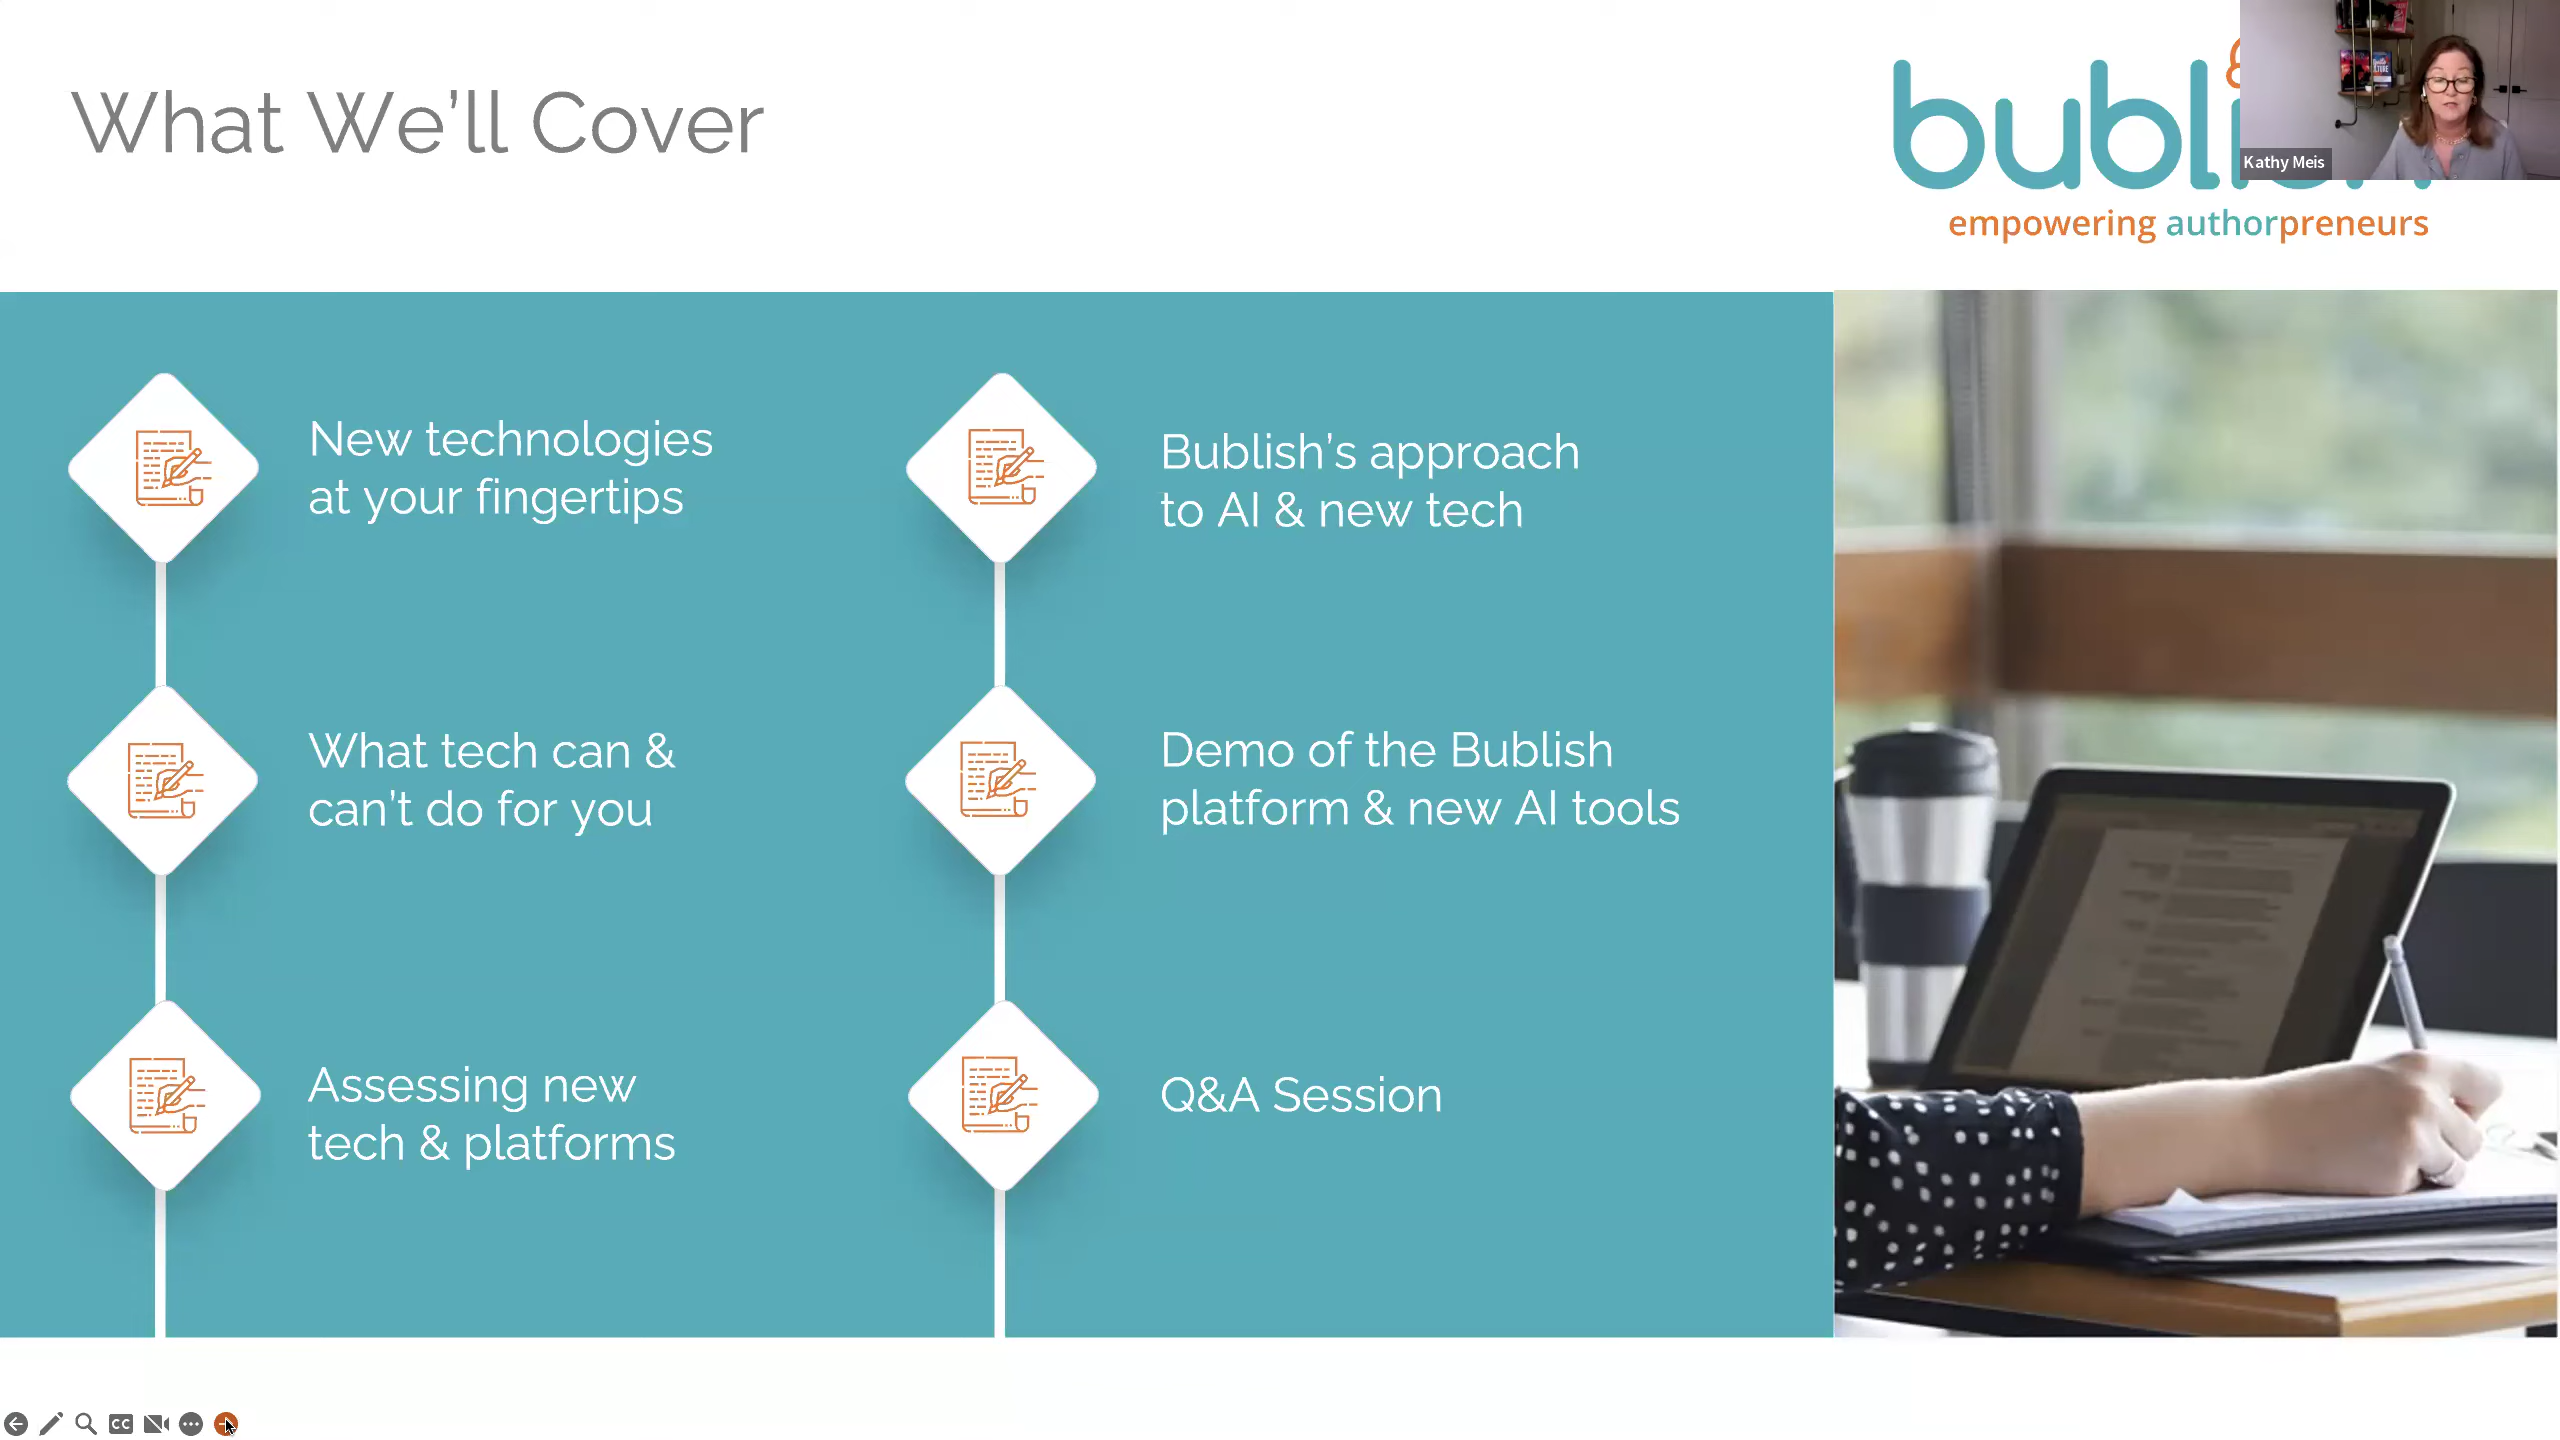 What We'll Cover
Kathy Meis
empowering authorpreneurs
New technologies
at your fingertips
What tech can &
can't do for you
Assessing new
tech & platforms
Bublish's approach
to AI & new tech
Demo of the Bublish
platform & new AI tools
Q&A Session
CC